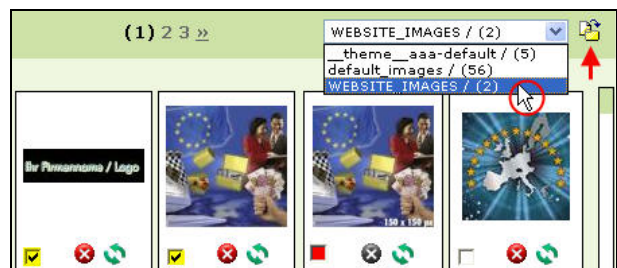 (1) 2 3 »
WEBSITE_IMAGES / (2)
__theme__aaa-default / (5)
default_images / (56)
WEBSITE_IMAGES / (2)
Ihr Firmenname / Logo
150 x 150 px